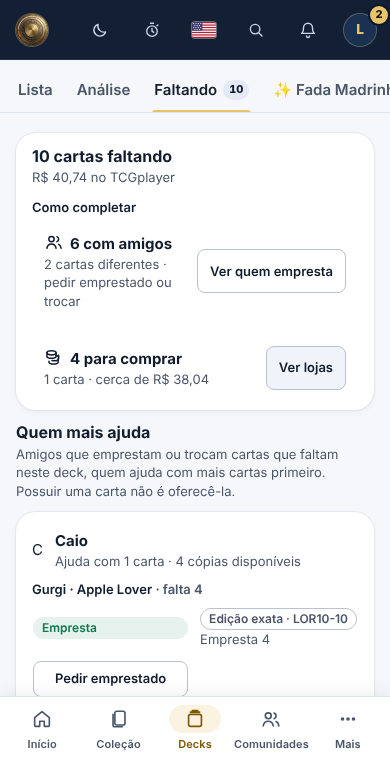 2
L
Lista Análise Faltando 10 ✨ Fada Madrinh
10 cartas faltando
R$ 40,74 no TCGplayer
Como completar
6 com amigos
2 cartas diferentes ·
pedir emprestado ou
trocar
Ver quem empresta
4 para comprar
1 carta · cerca de R$ 38,04
Ver lojas
Quem mais ajuda
Amigos que emprestam ou trocam cartas que faltam
neste deck, quem ajuda com mais cartas primeiro.
Possuir uma carta não é oferecê-la.
C
Caio
Ajuda com 1 carta · 4 cópias disponíveis
Gurgi · Apple Lover · falta 4
Empresta
Edição exata · LOR10-10
Empresta 4
Pedir emprestado
Início Coleção Decks Comunidades Mais